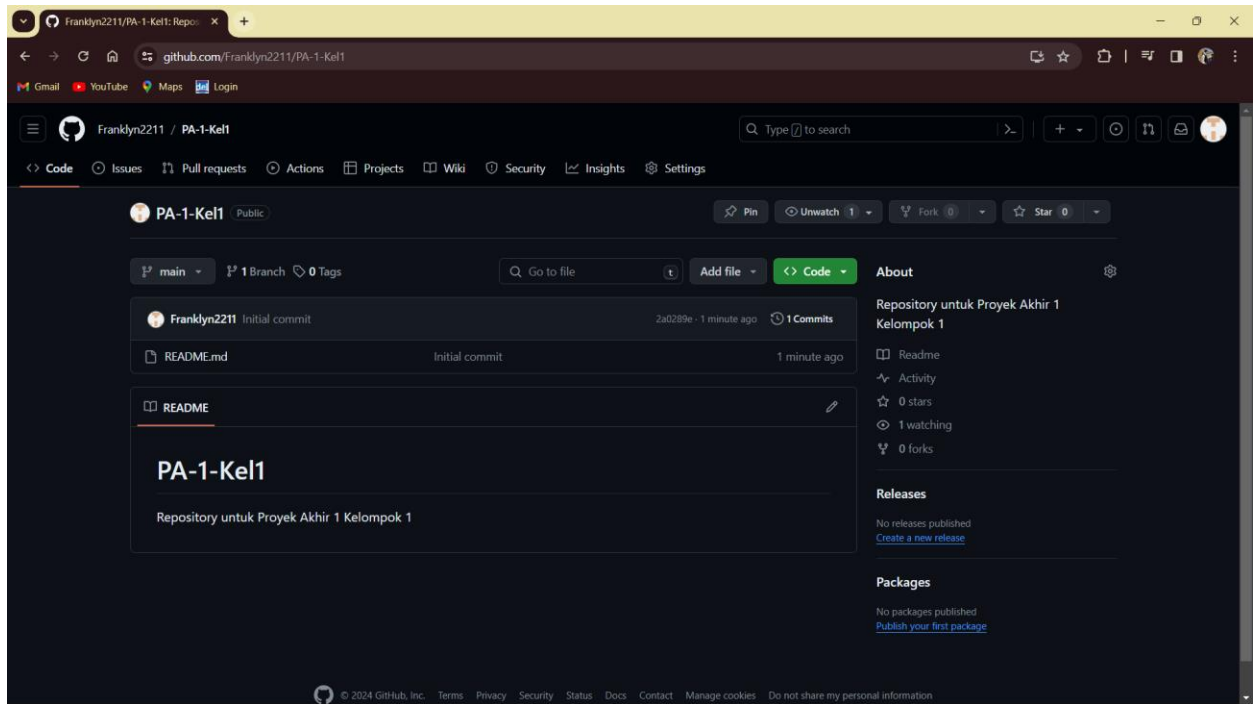 Franklyn2211/PA-1-Kel1: Repos
github.com/Franklyn2211/PA-1-Kel1
Gmail YouTube Maps del Login
Franklyn2211 / PA-1-Kel1 Type / to search
Code Issues Pull requests Actions Projects Wiki Security Insights Settings
PA-1-Kel1 Public Pin Unwatch 1 Fork 0 Star 0
main 1 Branch 0 Tags Go to file t Add file Code
Franklyn2211 Initial commit 2a0289e · 1 minute ago 1 Commits
README.md Initial commit 1 minute ago
README
PA-1-Kel1
Repository untuk Proyek Akhir 1 Kelompok 1
About
Repository untuk Proyek Akhir 1
Kelompok 1
Readme
Activity
0 stars
1 watching
0 forks
Releases
No releases published
Create a new release
Packages
No packages published
Publish your first package
© 2024 GitHub, Inc. Terms Privacy Security Status Docs Contact Manage cookies Do not share my personal information